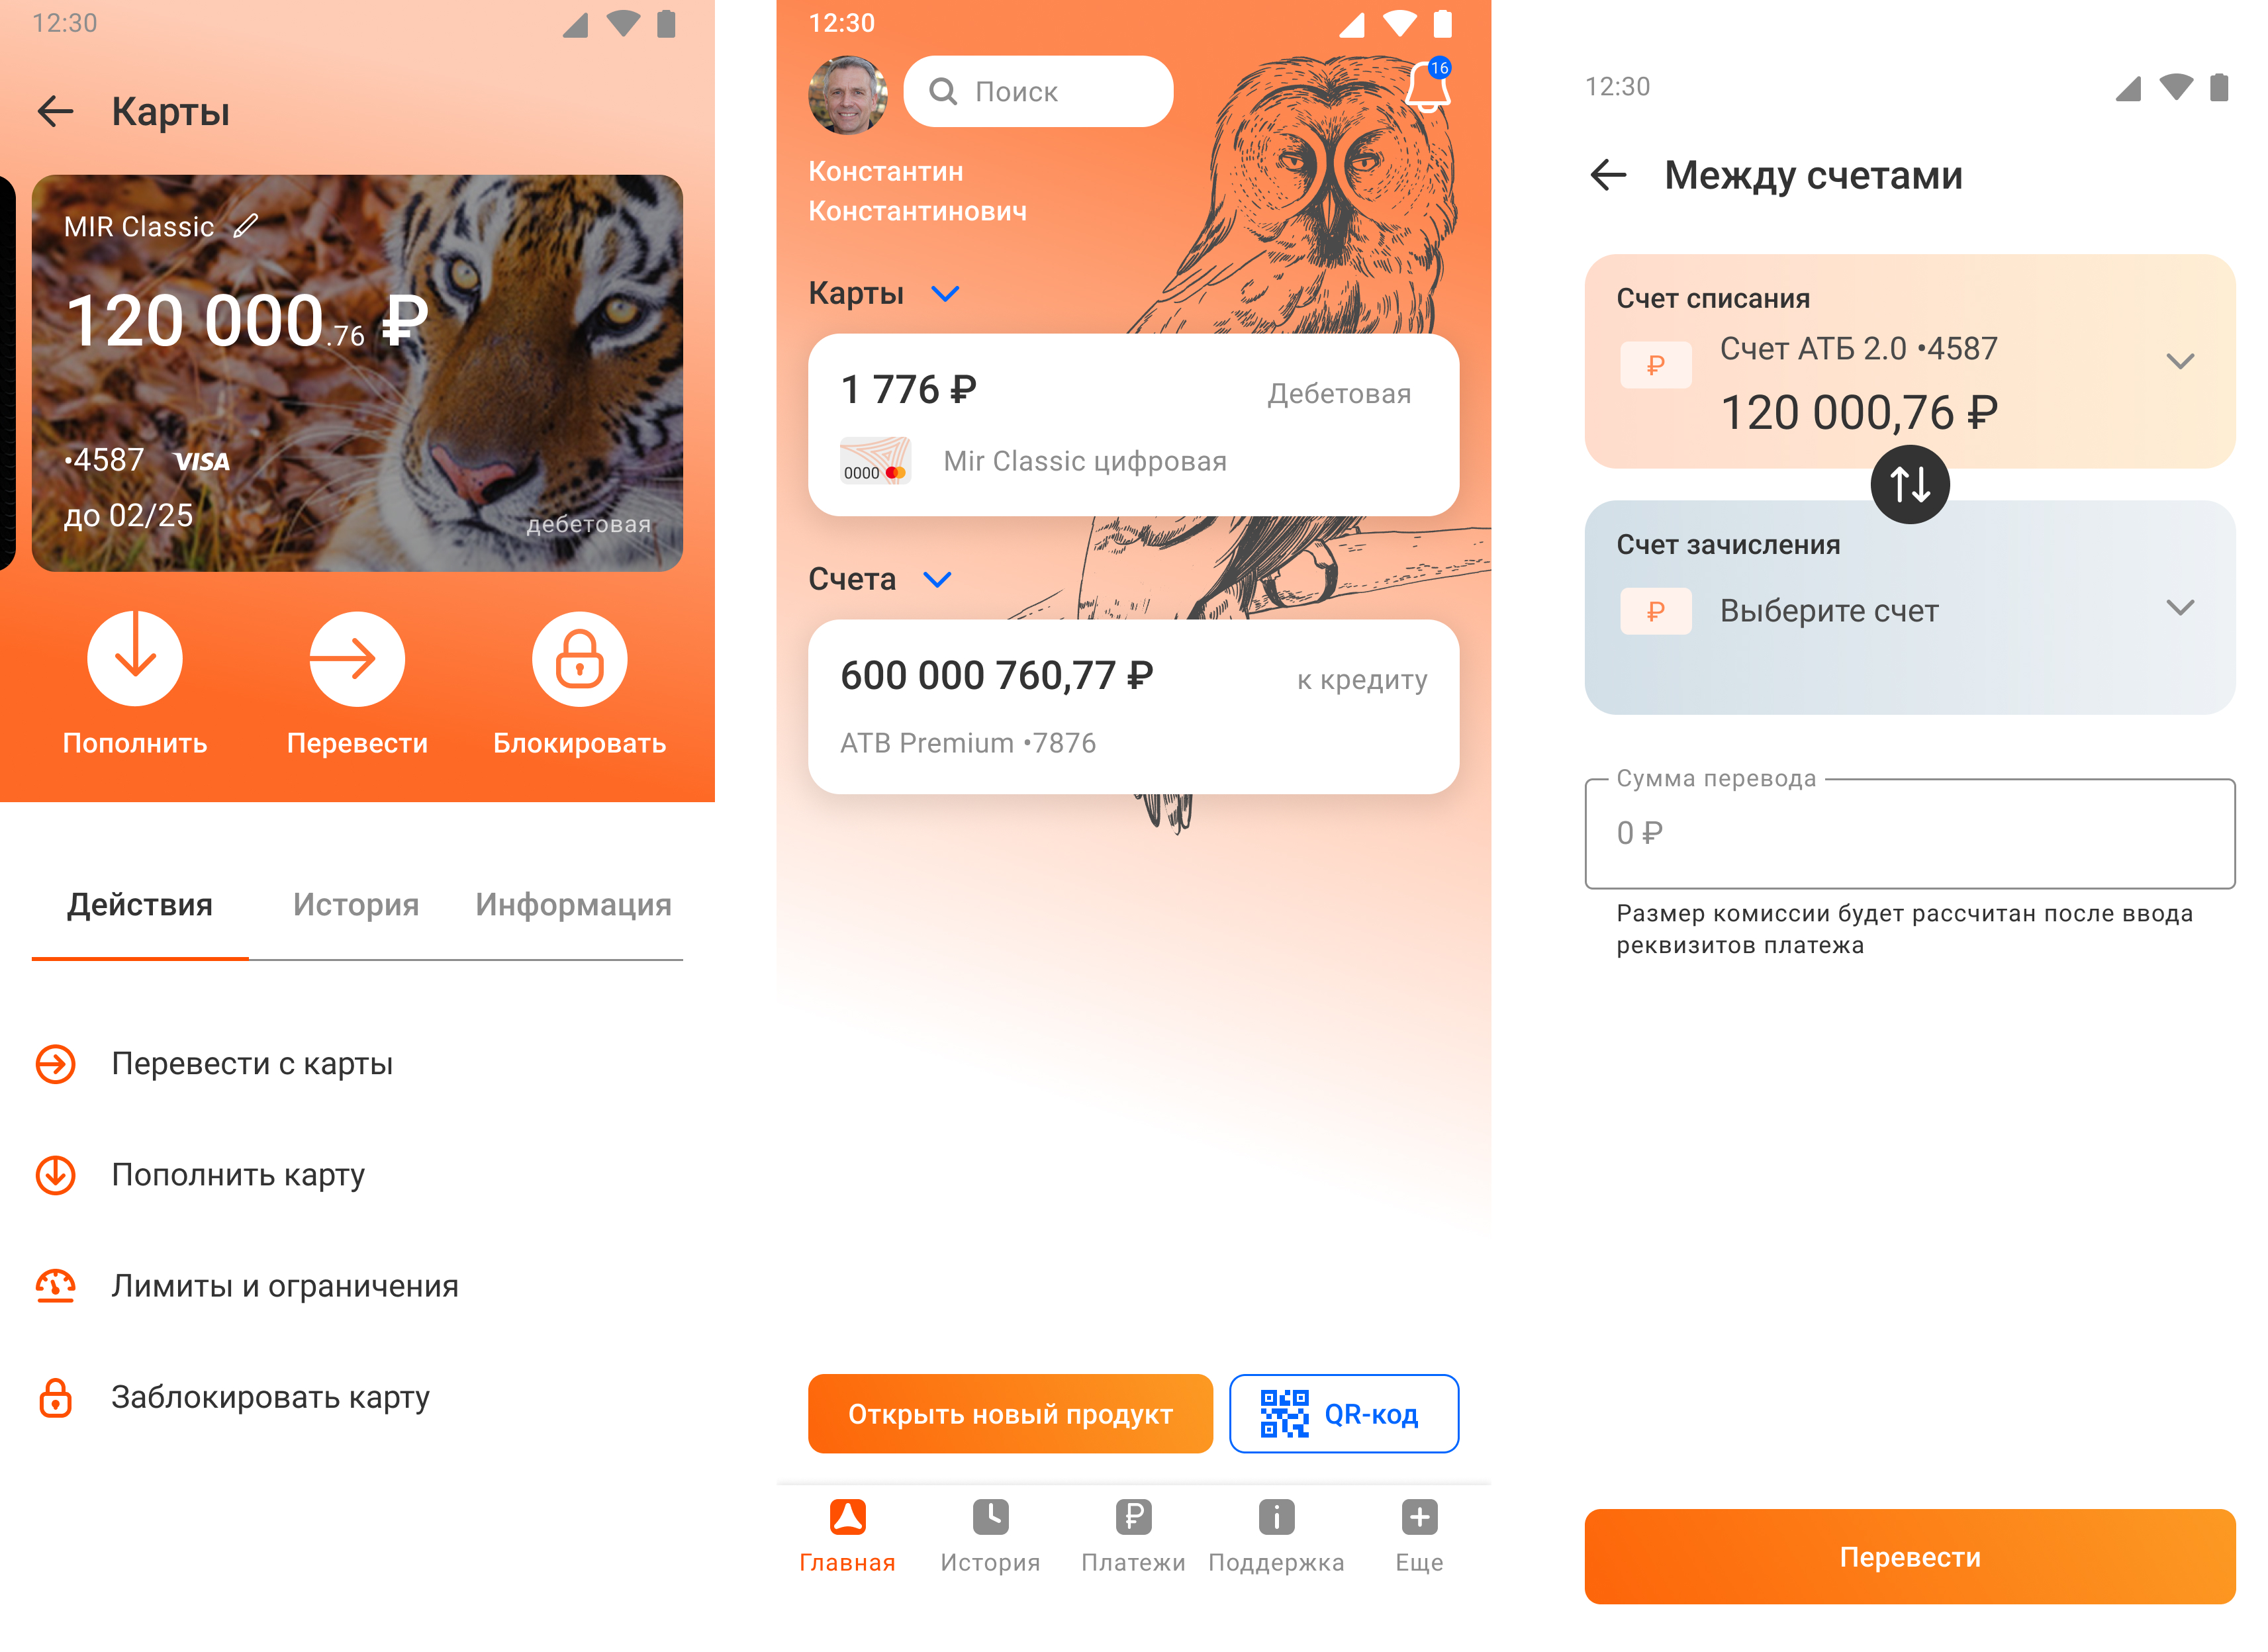 12:30
Карты
MIR Classic
120 000.76 ₽
•4587 VISA
до 02/25
дебетовая
Пополнить
Перевести
Блокировать
Действия
История
Информация
Перевести с карты
Пополнить карту
Лимиты и ограничения
Заблокировать карту
12:30
Поиск
16
Константин
Константинович
Карты
1 776 ₽
Дебетовая
0000
Mir Classic цифровая
Счета
600 000 760,77 ₽
к кредиту
ATB Premium •7876
Открыть новый продукт
QR-код
Главная
История
Платежи
Поддержка
Еще
12:30
Между счетами
Счет списания
₽
Счет АТБ 2.0 •4587
120 000,76 ₽
Счет зачисления
₽
Выберите счет
Сумма перевода
0 ₽
Размер комиссии будет рассчитан после ввода
реквизитов платежа
Перевести